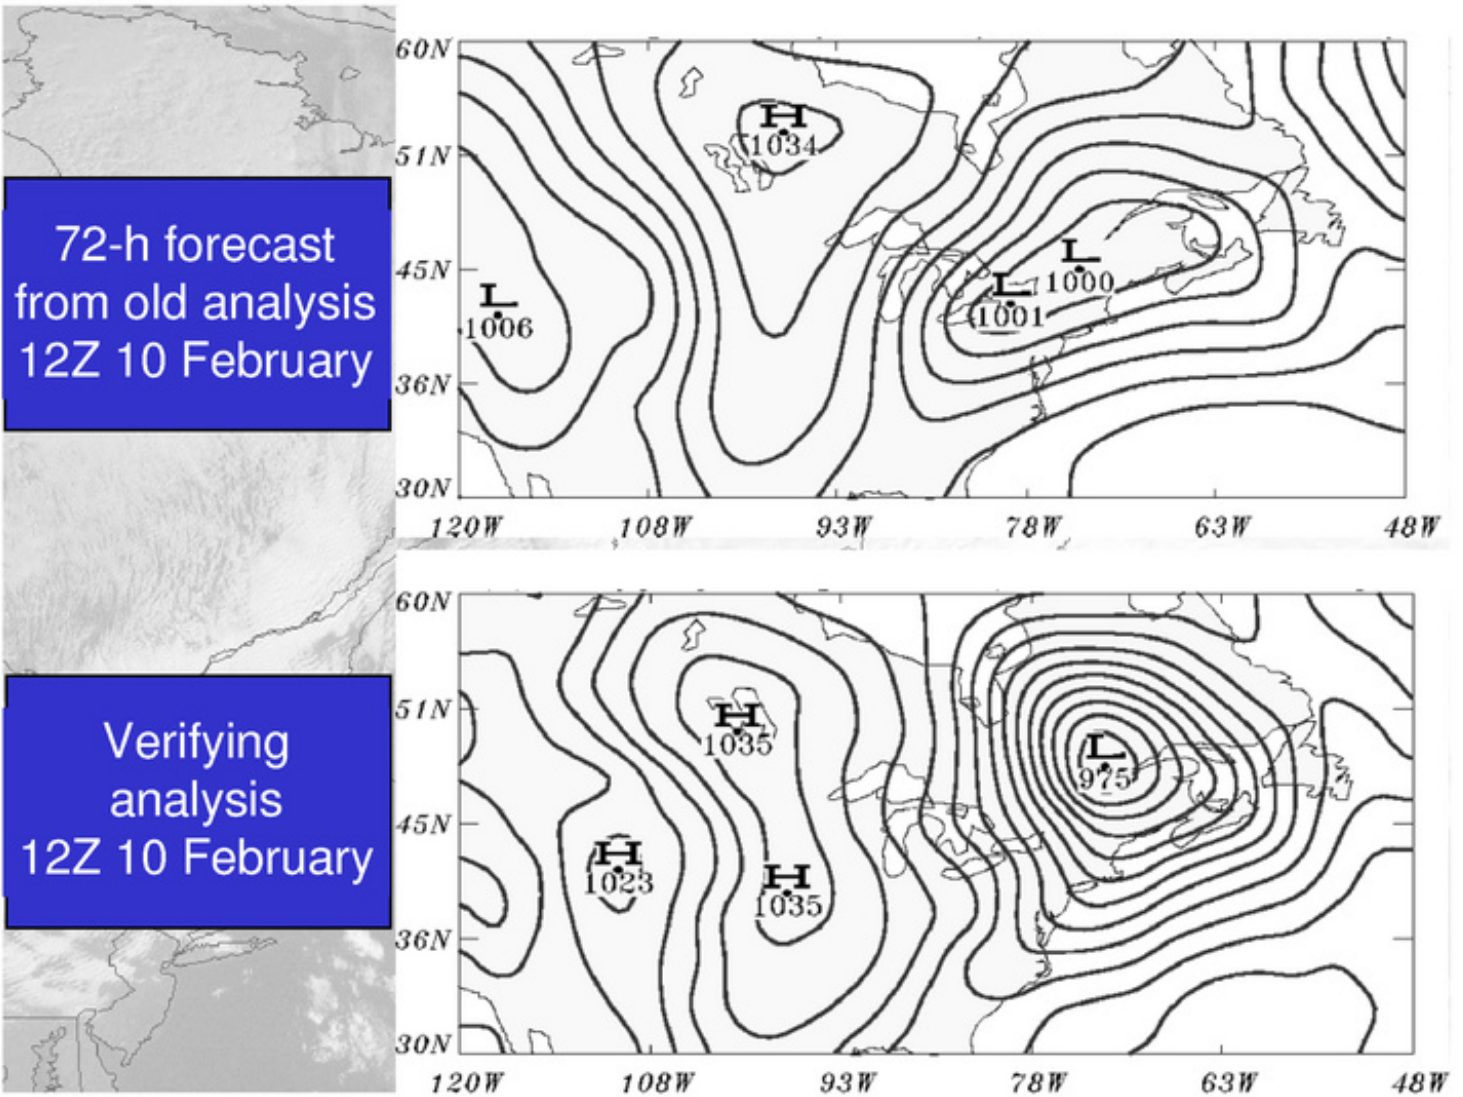 72-h forecast
from old analysis
12Z 10 February
60N
51N
45N
36N
30N
120W 108W 93W 78W 63W 48W
H
1034
L
1006
L
1000
L
1001
Verifying
analysis
12Z 10 February
60N
51N
45N
36N
30N
120W 108W 93W 78W 63W 48W
H
1035
L
975
H
1023
H
1035